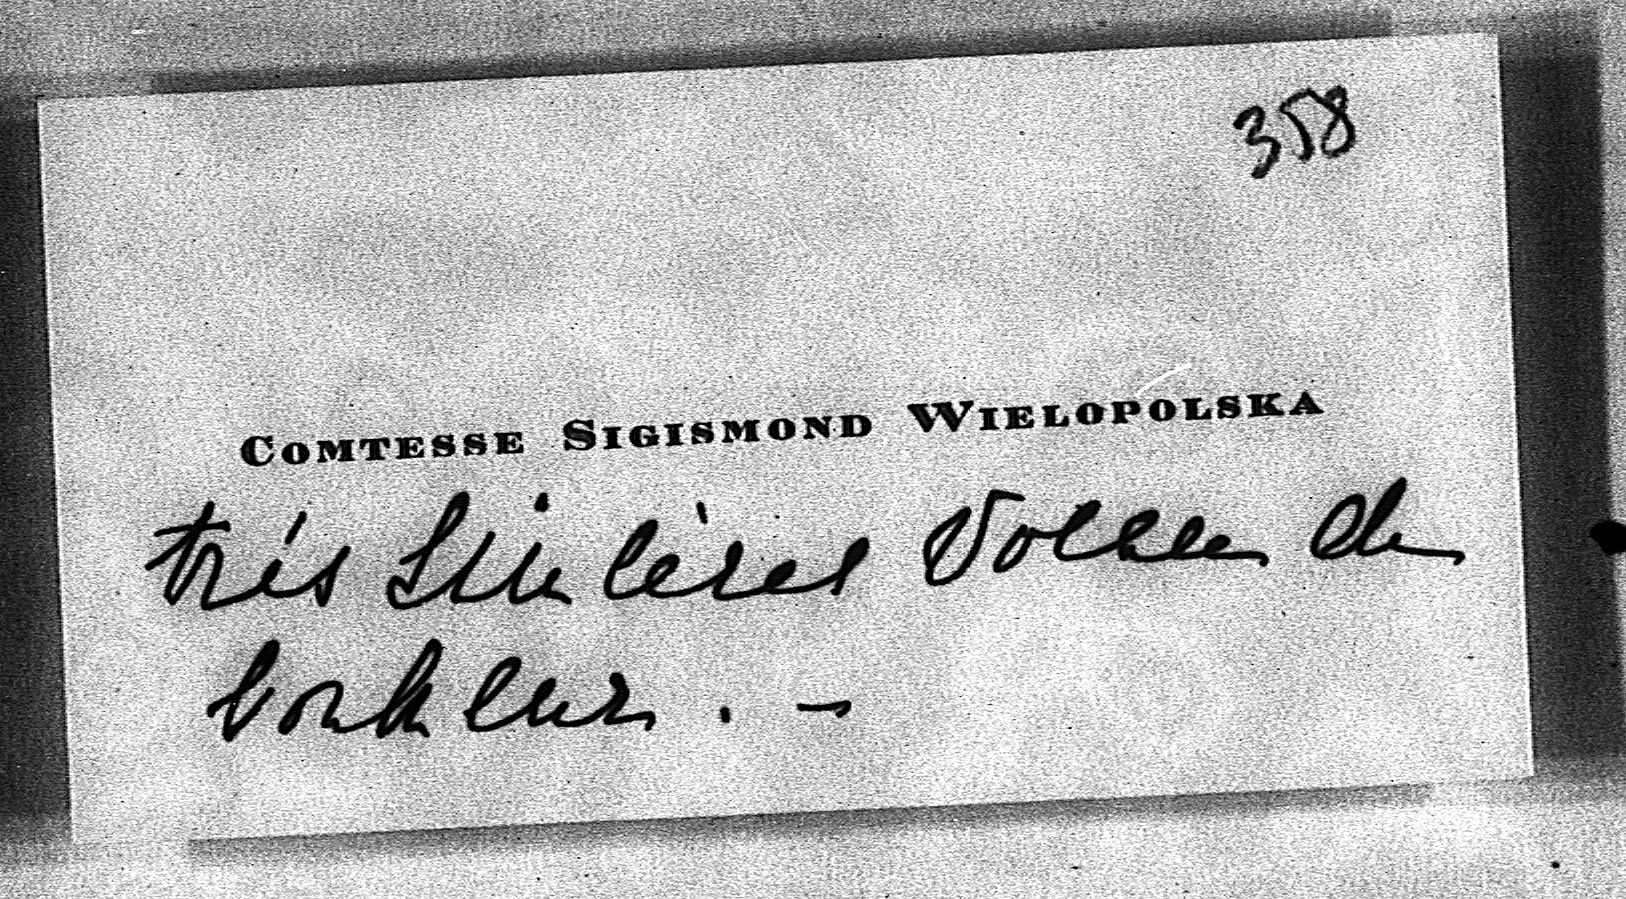 358
COMTESSE SIGISMOND WIELOPOLSKA
très sincères voeux de
bonheur. –